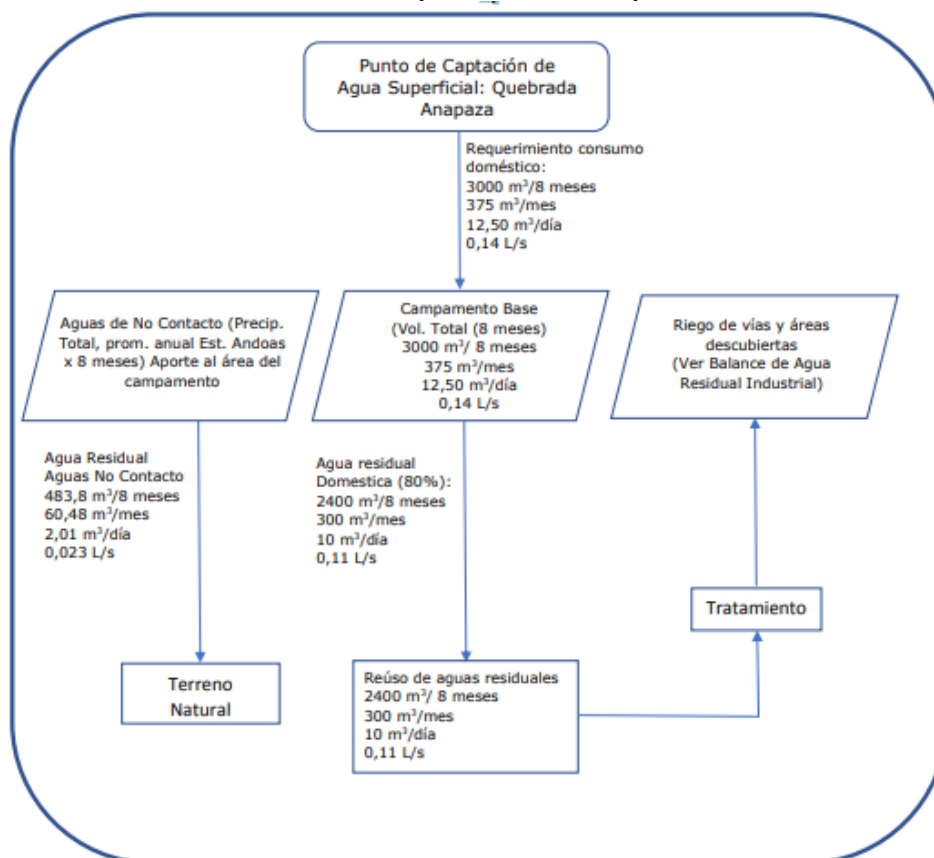 Punto de Captación de
Agua Superficial: Quebrada
Anapaza
Requerimiento consumo
doméstico:
3000 m³/8 meses
375 m³/mes
12,50 m³/día
0,14 L/s
Aguas de No Contacto (Precip.
Total, prom. anual Est. Andoas
x 8 meses) Aporte al área del
campamento
Campamento Base
(Vol. Total (8 meses)
3000 m³/ 8 meses
375 m³/mes
12,50 m³/día
0,14 L/s
Riego de vías y áreas
descubiertas
(Ver Balance de Agua
Residual Industrial)
Agua Residual
Aguas No Contacto
483,8 m³/8 meses
60,48 m³/mes
2,01 m³/día
0,023 L/s
Agua residual
Domestica (80%):
2400 m³/8 meses
300 m³/mes
10 m³/día
0,11 L/s
Tratamiento
Terreno
Natural
Reúso de aguas residuales
2400 m³/ 8 meses
300 m³/mes
10 m³/día
0,11 L/s